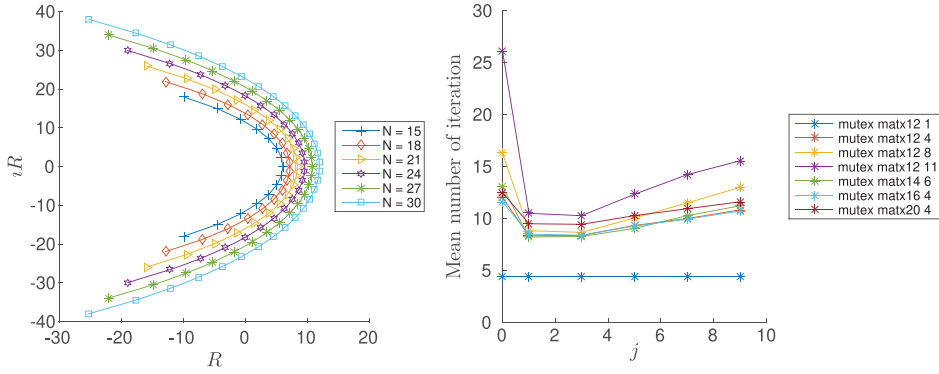 40
30
20
10
0
-10
-20
-30
-40
-30
-20
-10
0
10
20
R
iR
N = 15
N = 18
N = 21
N = 24
N = 27
N = 30
30
25
20
15
10
5
0
0
2
4
6
8
10
j
Mean number of iteration
mutex matx12 1
mutex matx12 4
mutex matx12 8
mutex matx12 11
mutex matx14 6
mutex matx16 4
mutex matx20 4